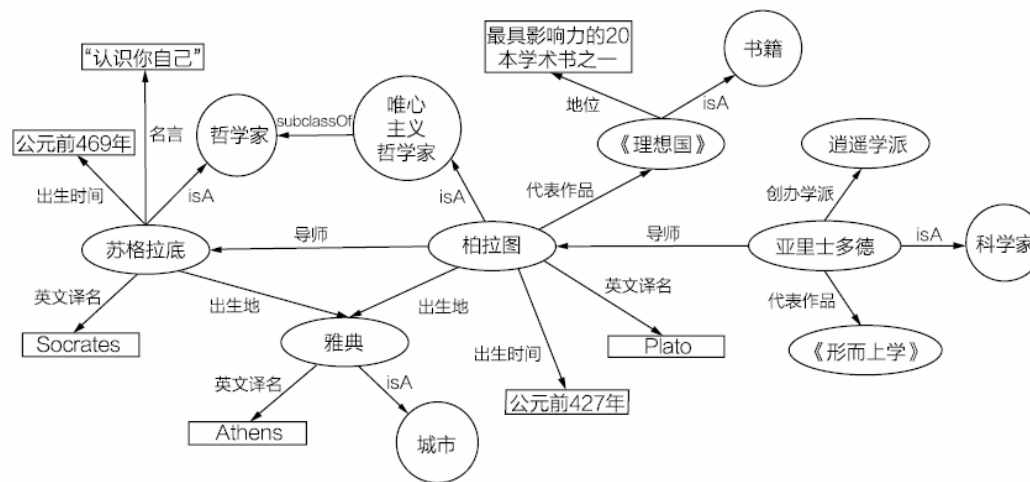 最具影响力的20
本学术书之一
书籍
“认识你自己”
地位
isA
唯心
主义
哲学家
subclassOf
哲学家
名言
公元前469年
《理想国》
逍遥学派
出生时间
isA
isA
代表作品
创办学派
苏格拉底
导师
柏拉图
导师
亚里士多德
isA
科学家
英文译名
出生地
出生地
英文译名
代表作品
Socrates
雅典
出生时间
Plato
《形而上学》
英文译名
isA
公元前427年
Athens
城市